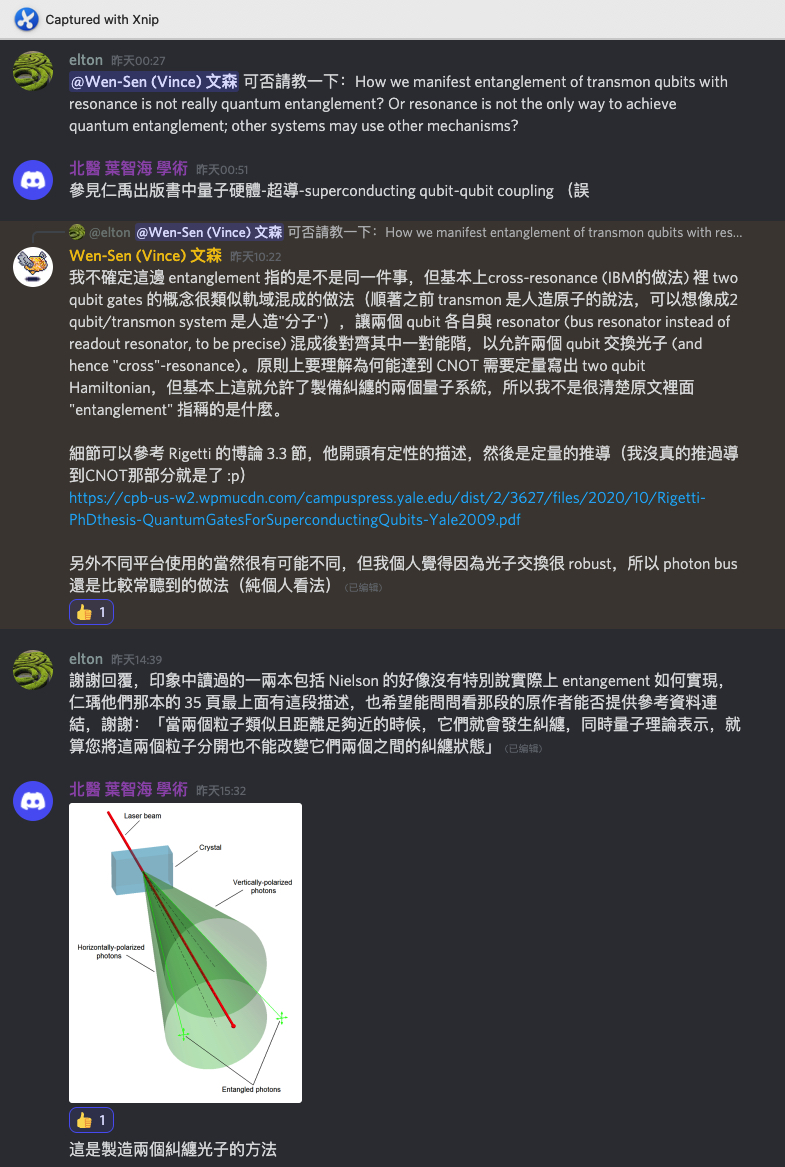 Captured with Xnip
elton 昨天00:27
@Wen-Sen (Vince) 文森 可否請教一下：How we manifest entanglement of transmon qubits with
resonance is not really quantum entanglement? Or resonance is not the only way to achieve
quantum entanglement; other systems may use other mechanisms?
北醫 葉智海 學術 昨天00:51
參見仁禹出版書中量子硬體-超導-superconducting qubit-qubit coupling （誤
@elton @Wen-Sen (Vince) 文森 可否請教一下：How we manifest entanglement of transmon qubits with res...
Wen-Sen (Vince) 文森 昨天10:22
我不確定這邊 entanglement 指的是不是同一件事，但基本上cross-resonance (IBM的做法) 裡 two
qubit gates 的概念很類似軌域混成的做法（順著之前 transmon 是人造原子的說法，可以想像成2
qubit/transmon system 是人造"分子"），讓兩個 qubit 各自與 resonator (bus resonator instead of
readout resonator, to be precise) 混成後對齊其中一對能階，以允許兩個 qubit 交換光子 (and
hence "cross"-resonance)。原則上要理解為何能達到 CNOT 需要定量寫出 two qubit
Hamiltonian，但基本上這就允許了製備糾纏的兩個量子系統，所以我不是很清楚原文裡面
"entanglement" 指稱的是什麼。
細節可以參考 Rigetti 的博論 3.3 節，他開頭有定性的描述，然後是定量的推導（我沒真的推過導
到CNOT那部分就是了 :p）
https://cpb-us-w2.wpmucdn.com/campuspress.yale.edu/dist/2/3627/files/2020/10/Rigetti-
PhDthesis-QuantumGatesForSuperconductingQubits-Yale2009.pdf
另外不同平台使用的當然很有可能不同，但我個人覺得因為光子交換很 robust，所以 photon bus
還是比較常聽到的做法（純個人看法） （已编辑）
1
elton 昨天14:39
謝謝回覆，印象中讀過的一兩本包括 Nielson 的好像沒有特別說實際上 entangement 如何實現，
仁瑀他們那本的 35 頁最上面有這段描述，也希望能問問看那段的原作者能否提供參考資料連
結，謝謝：「當兩個粒子類似且距離足夠近的時候，它們就會發生糾纏，同時量子理論表示，就
算您將這兩個粒子分開也不能改變它們兩個之間的糾纏狀態」 （已编辑）
北醫 葉智海 學術 昨天15:32
Laser beam
Crystal
Vertically-polarized
photons
Horizontally-polarized
photons
Entangled photons
1
這是製造兩個糾纏光子的方法